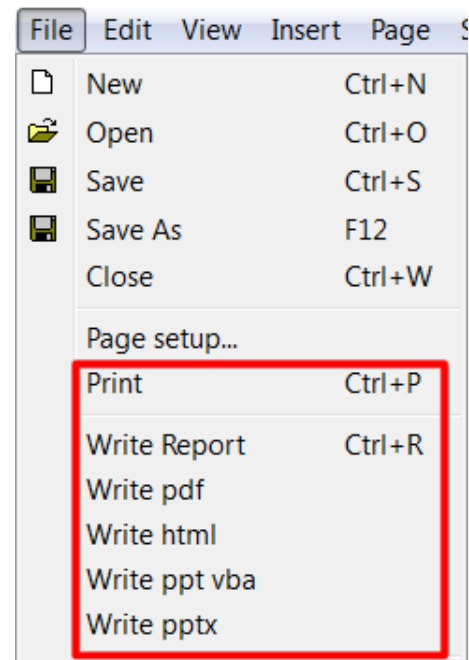 File Edit View Insert Page
New Ctrl+N
Open Ctrl+O
Save Ctrl+S
Save As F12
Close Ctrl+W
Page setup...
Print Ctrl+P
Write Report Ctrl+R
Write pdf
Write html
Write ppt vba
Write pptx